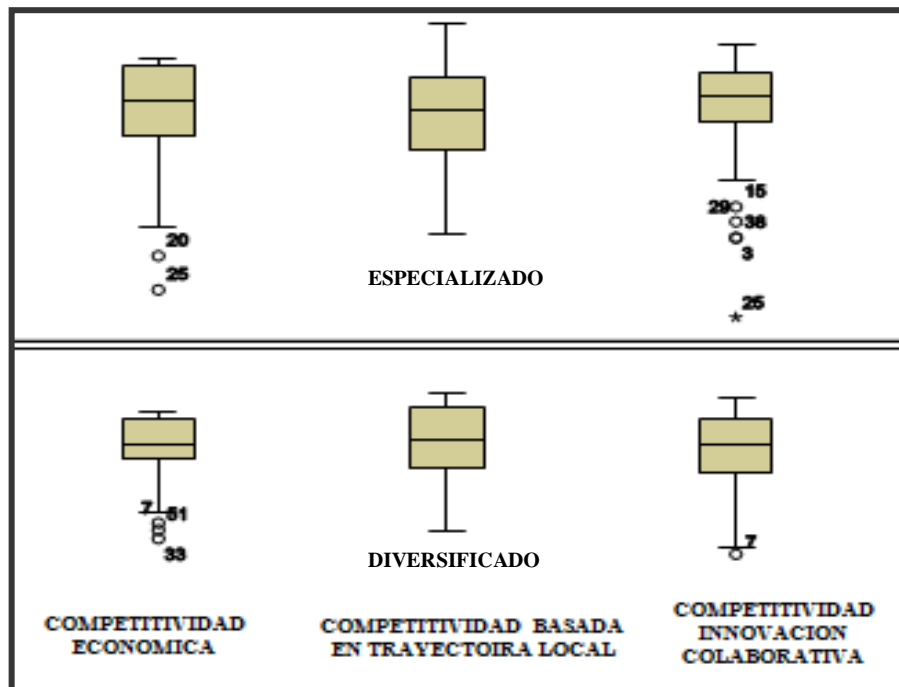 20
25
ESPECIALIZADO
15
29
38
3
25
7
51
33
DIVERSIFICADO
7
COMPETITIVIDAD
ECONOMICA
COMPETITIVIDAD BASADA
EN TRAYECTOIRA LOCAL
COMPETITIVIDAD
INNOVACION
COLABORATIVA